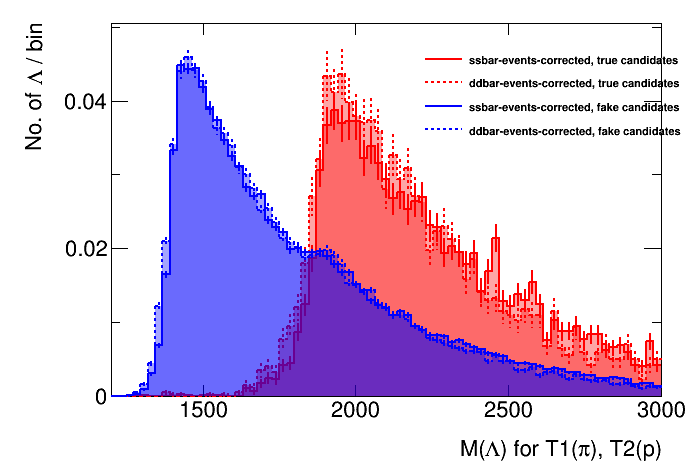 No. of Λ / bin
ssbar-events-corrected, true candidates
ddbar-events-corrected, true candidates
ssbar-events-corrected, fake candidates
ddbar-events-corrected, fake candidates
0.04
0.02
0
1500 2000 2500 3000
M(Λ) for T1(π), T2(p)